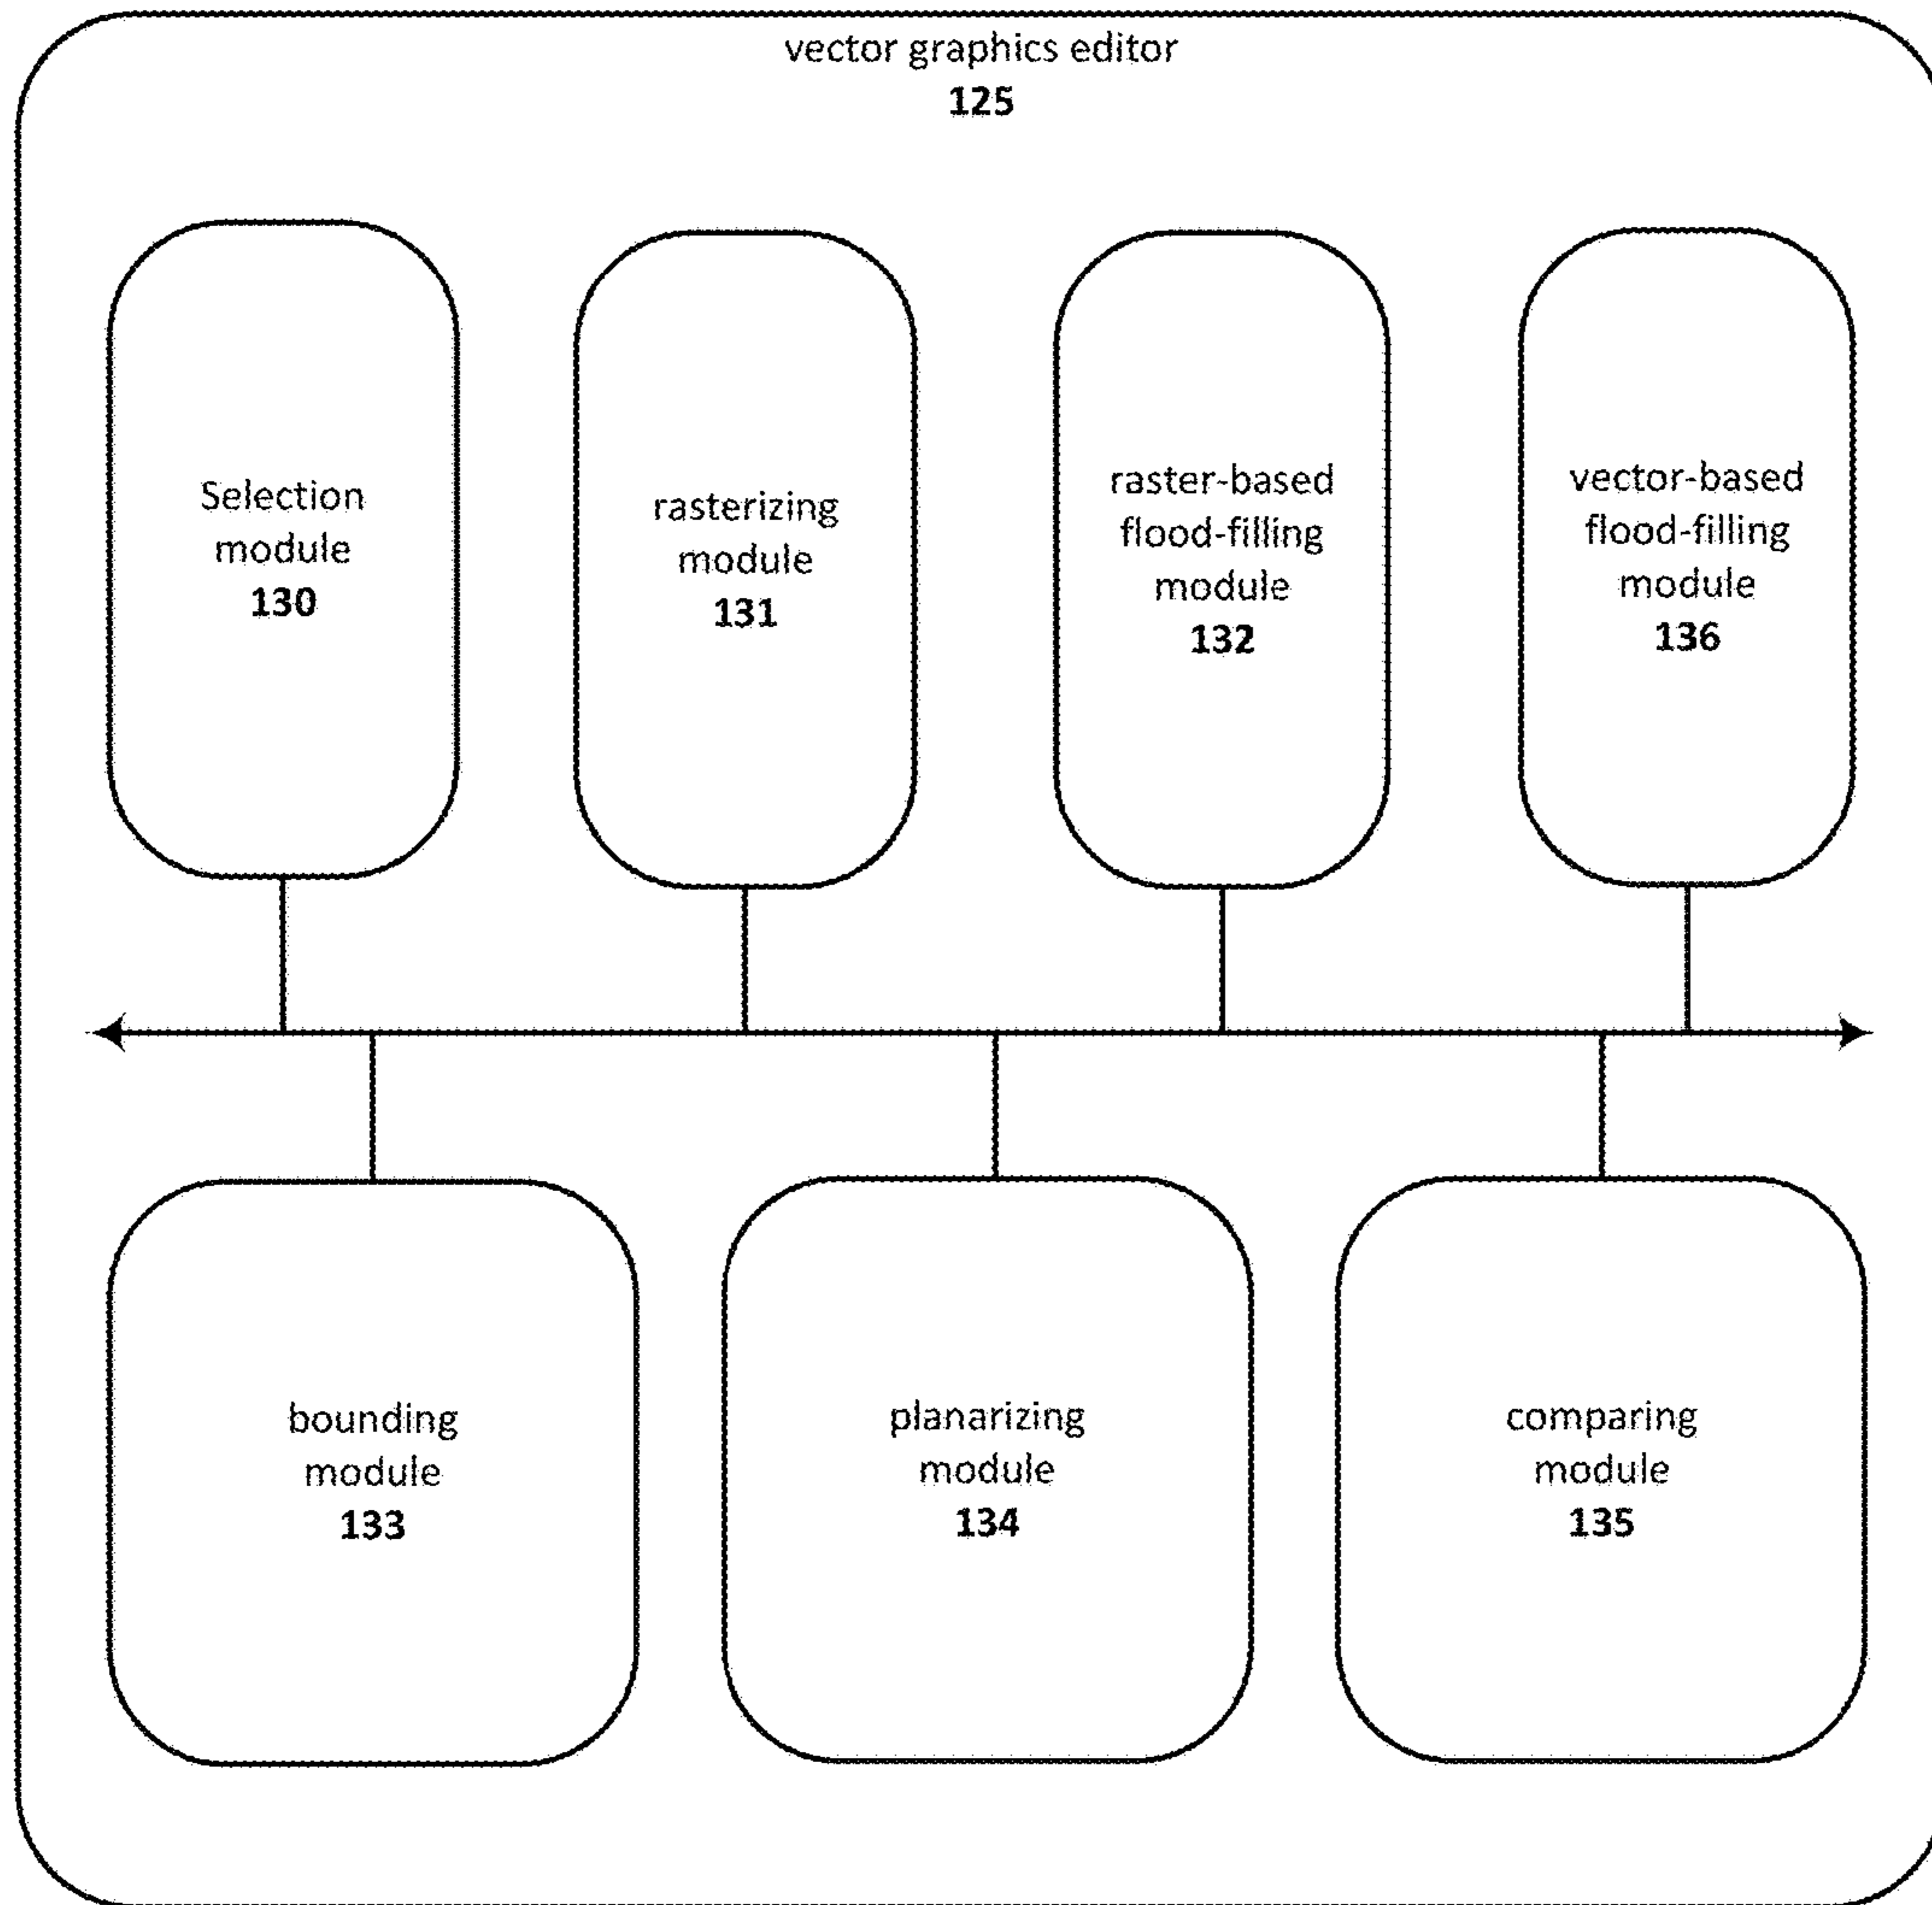 vector graphics editor
125
Selection
module
130
rasterizing
module
131
raster-based
flood-filling
module
132
vector-based
flood-filling
module
136
bounding
module
133
planarizing
module
134
comparing
module
135